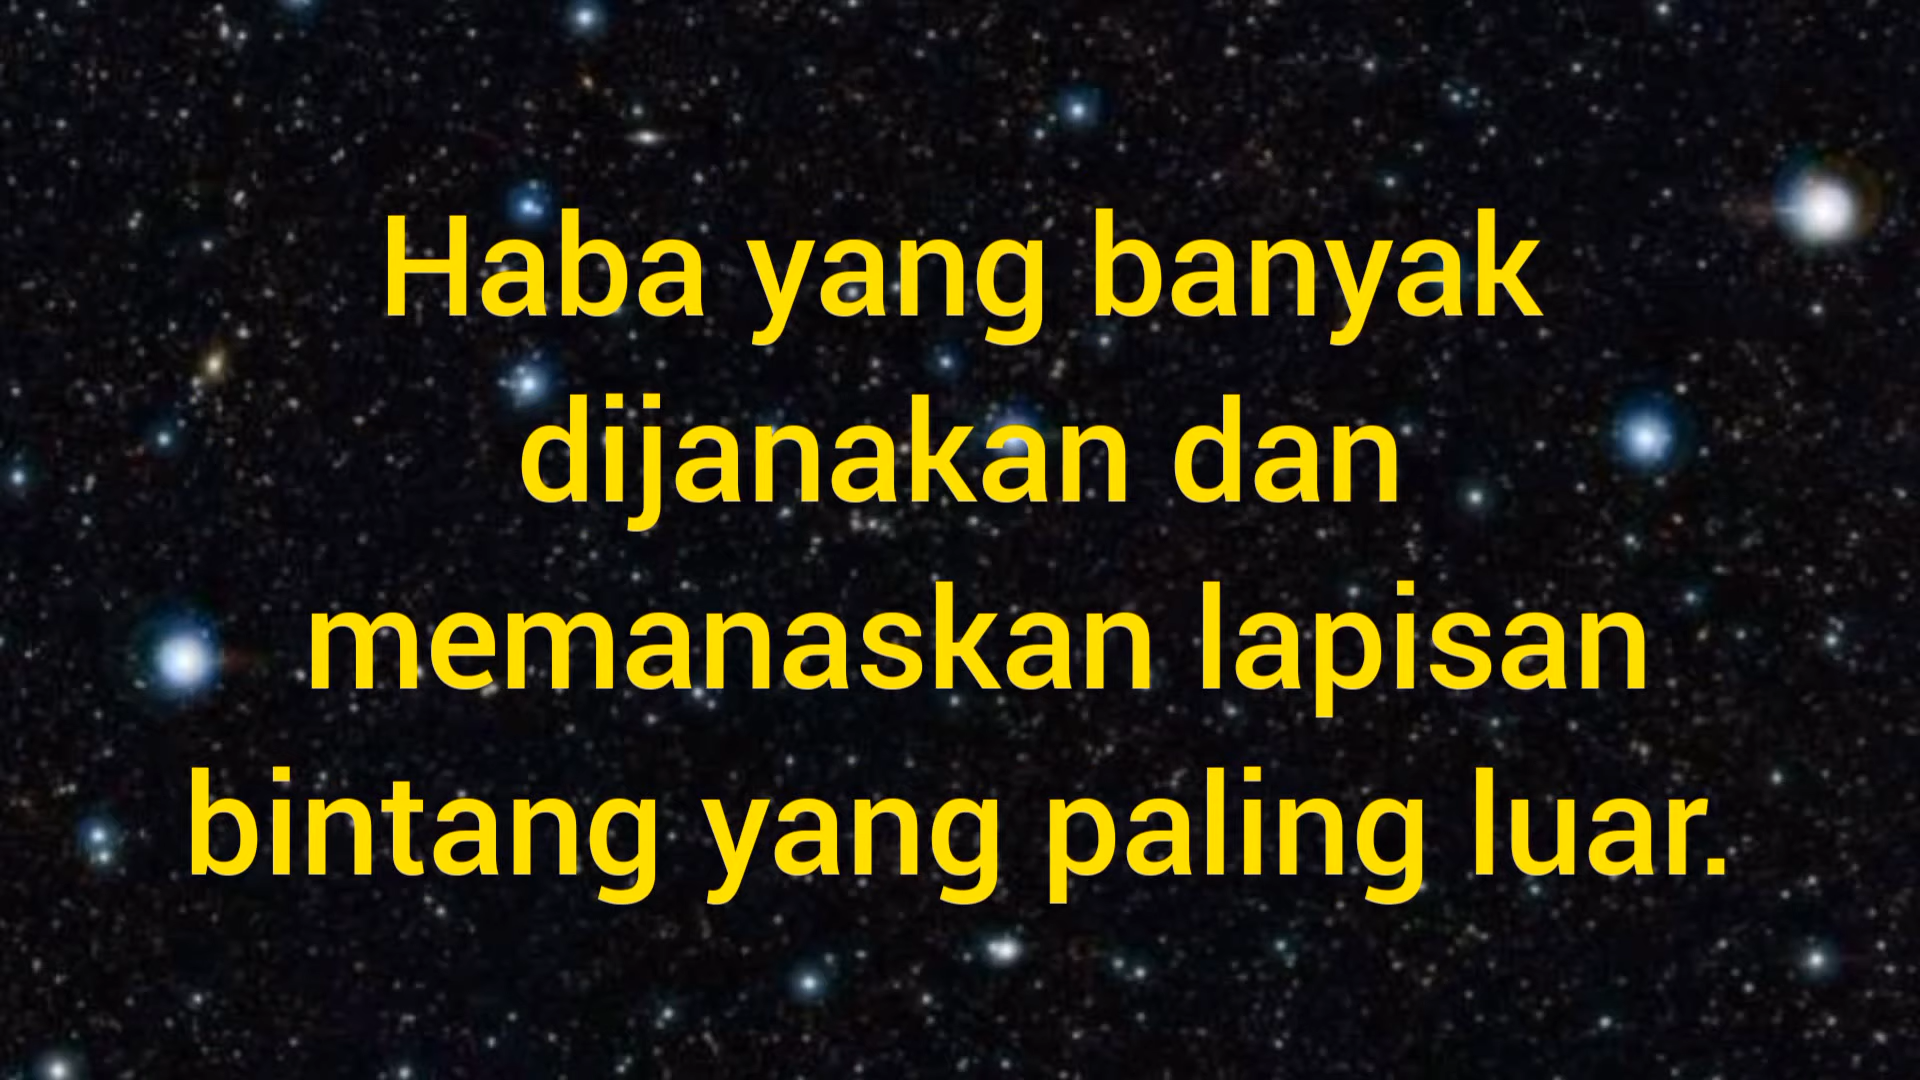 Haba yang banyak
dijanakan dan
memanaskan lapisan
bintang yang paling luar.